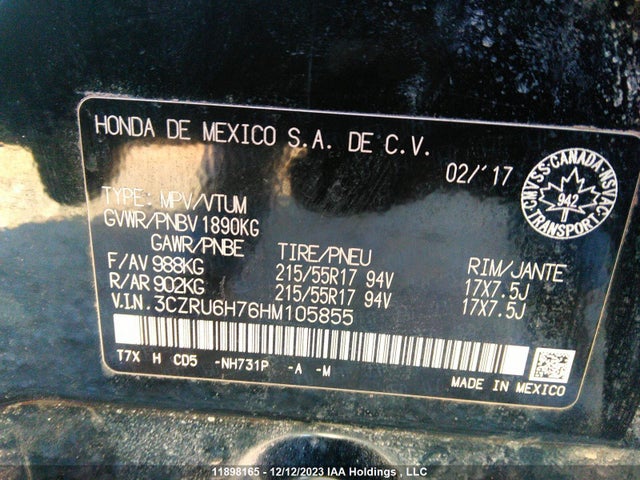 HONDA DE MEXICO S.A. DE C.V.
02/'17
CMVSS·CANADA·NSVAC
942
TRANSPORT
TYPE: MPV/VTUM
GVWR/PNBV 1890KG
GAWR/PNBE TIRE/PNEU RIM/JANTE
F/AV 988KG 215/55R17 94V 17X7.5J
R/AR 902KG 215/55R17 94V 17X7.5J
V.I.N. 3CZRU6H76HM105855
T7X H CD5 -NH731P -A -M
MADE IN MEXICO
11898165 - 12/12/2023 IAA Holdings , LLC